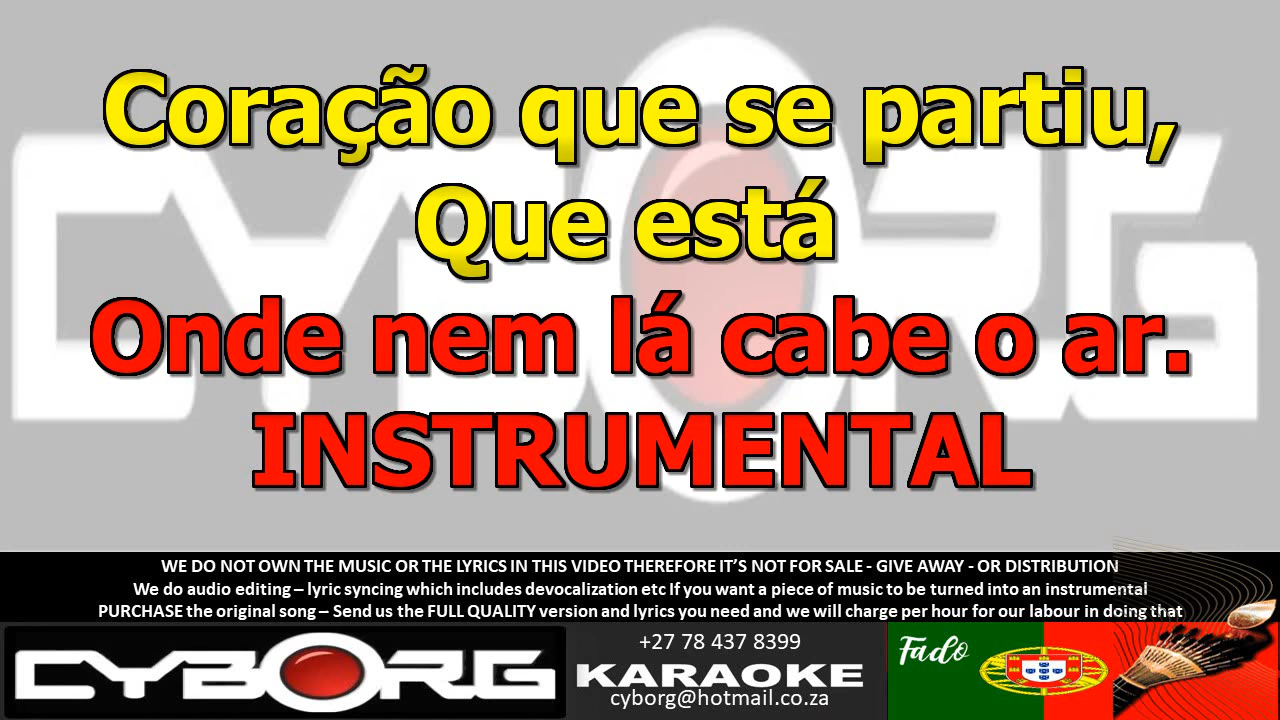 Coração que se partiu,
Que está
Onde nem lá cabe o ar.
INSTRUMENTAL
CYBORG
WE DO NOT OWN THE MUSIC OR THE LYRICS IN THIS VIDEO THEREFORE IT’S NOT FOR SALE - GIVE AWAY - OR DISTRIBUTION
We do audio editing – lyric syncing which includes devocalization etc If you want a piece of music to be turned into an instrumental
PURCHASE the original song – Send us the FULL QUALITY version and lyrics you need and we will charge per hour for our labour in doing that
CYBORG
+27 78 437 8399
KARAOKE
cyborg@hotmail.co.za
Fado